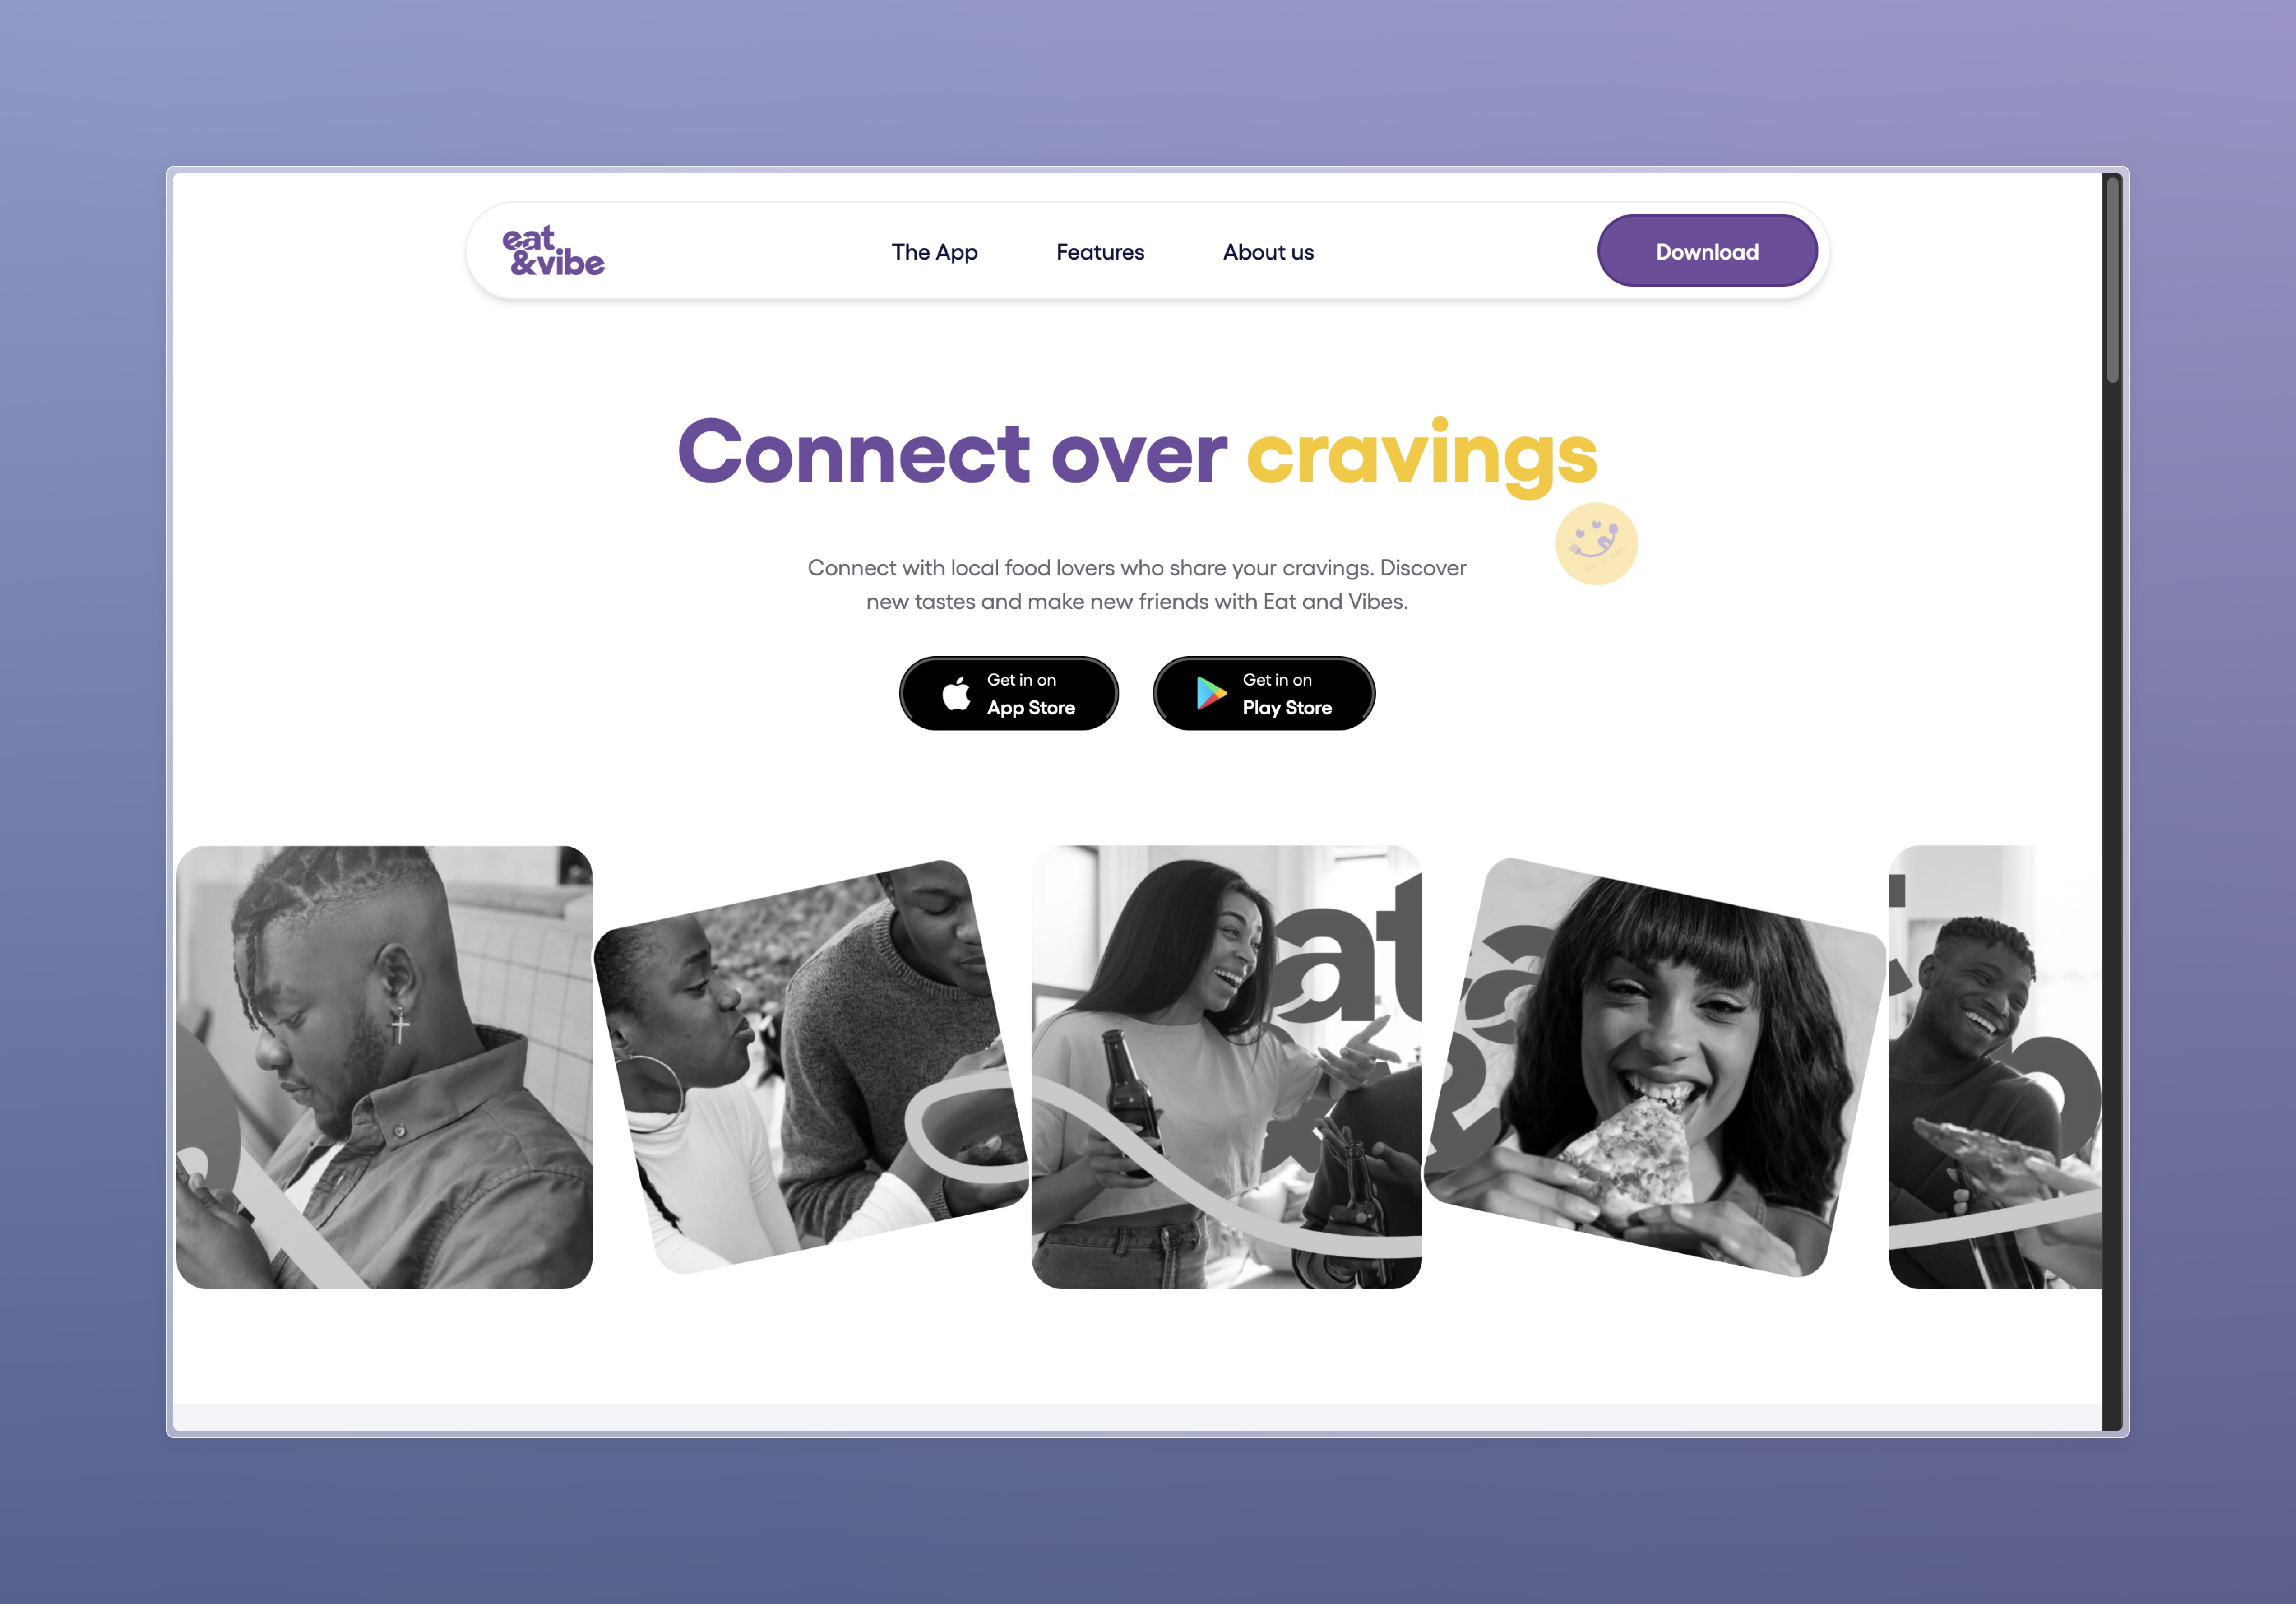 eat
&vibe
The App
Features
About us
Download
Connect over cravings
Connect with local food lovers who share your cravings. Discover
new tastes and make new friends with Eat and Vibes.
Get in on
App Store
Get in on
Play Store
at
&